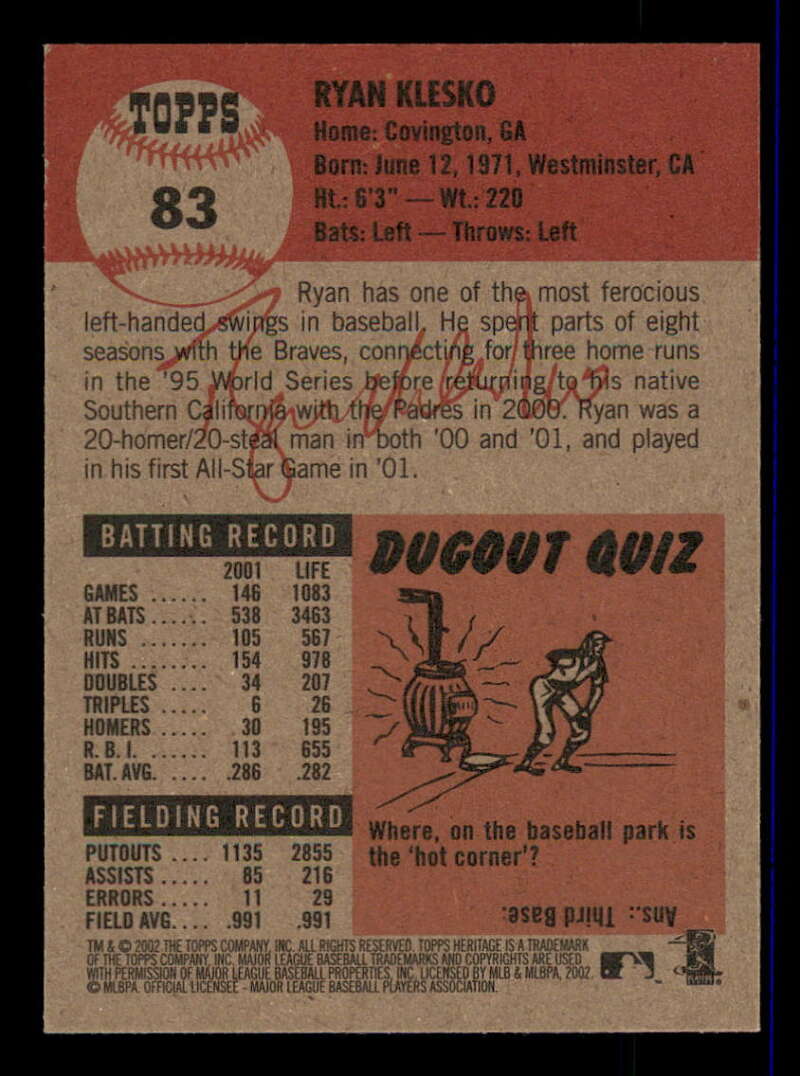 TOPPS
83
RYAN KLESKO
Home: Covington, GA
Born: June 12, 1971, Westminster, CA
Ht.: 6'3" — Wt.: 220
Bats: Left — Throws: Left
Ryan has one of the most ferocious
left-handed swings in baseball. He spent parts of eight
seasons with the Braves, connecting for three home runs
in the '95 World Series before returning to his native
Southern California with the Padres in 2000. Ryan was a
20-homer/20-steal man in both '00 and '01, and played
in his first All-Star Game in '01.
BATTING RECORD
2001 LIFE
GAMES ...... 146 1083
AT BATS ...... 538 3463
RUNS ....... 105 567
HITS ........ 154 978
DOUBLES .... 34 207
TRIPLES ..... 6 26
HOMERS ..... 30 195
R. B. I. ...... 113 655
BAT. AVG. .... .286 .282
FIELDING RECORD
PUTOUTS .... 1135 2855
ASSISTS ..... 85 216
ERRORS ..... 11 29
FIELD AVG. ... .991 .991
DUGOUT QUIZ
Where, on the baseball park is
the 'hot corner'?
Ans.: Third Base.
TM & © 2002 THE TOPPS COMPANY, INC. ALL RIGHTS RESERVED. TOPPS HERITAGE IS A TRADEMARK
OF THE TOPPS COMPANY, INC. MAJOR LEAGUE BASEBALL TRADEMARKS AND COPYRIGHTS ARE USED
WITH PERMISSION OF MAJOR LEAGUE BASEBALL PROPERTIES, INC. LICENSED BY MLB & MLBPA, 2002.
© MLBPA. OFFICIAL LICENSEE - MAJOR LEAGUE BASEBALL PLAYERS ASSOCIATION.